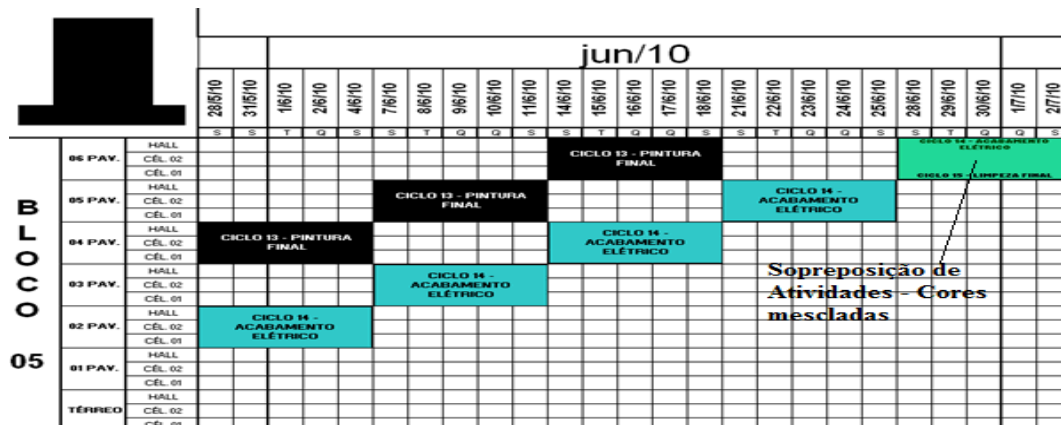 jun/10
28/5/10 31/5/10 1/6/10 2/6/10 4/6/10 7/6/10 8/6/10 9/6/10 10/6/10 11/6/10 14/6/10 15/6/10 16/6/10 17/6/10 18/6/10 21/6/10 22/6/10 23/6/10 24/6/10 25/6/10 28/6/10 29/6/10 30/6/10 1/7/10 2/7/10
S S T Q S S T Q Q S S T Q Q S S T Q Q S S T Q Q S
BLOCO
05
06 PAV.
HALL
CÉL. 02
CÉL. 01
CICLO 13 - PINTURA
FINAL
CICLO 14 - ACABAMENTO
ELÉTRICO
CICLO 15 - LIMPEZA FINAL
05 PAV.
HALL
CÉL. 02
CÉL. 01
CICLO 13 - PINTURA
FINAL
CICLO 14 -
ACABAMENTO
ELÉTRICO
04 PAV.
HALL
CÉL. 02
CÉL. 01
CICLO 13 - PINTURA
FINAL
CICLO 14 -
ACABAMENTO
ELÉTRICO
03 PAV.
HALL
CÉL. 02
CÉL. 01
CICLO 14 -
ACABAMENTO
ELÉTRICO
Sopreposição de
Atividades - Cores
mescladas
02 PAV.
HALL
CÉL. 02
CÉL. 01
CICLO 14 -
ACABAMENTO
ELÉTRICO
01 PAV.
HALL
CÉL. 02
CÉL. 01
TÉRREO
HALL
CÉL. 02
CÉL. 01